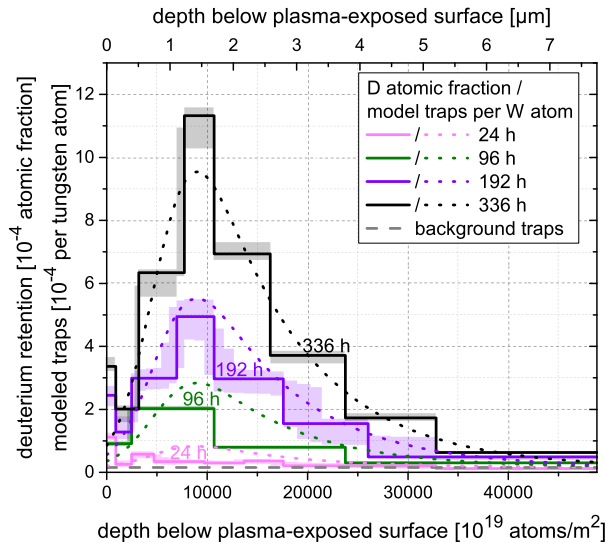 depth below plasma-exposed surface [µm]
0 1 2 3 4 5 6 7
deuterium retention [10-4 atomic fraction]
modeled traps [10-4 per tungsten atom]
12
10
8
6
4
2
0
D atomic fraction /
model traps per W atom
/ 24 h
/ 96 h
/ 192 h
/ 336 h
background traps
336 h
192 h
96 h
24 h
0 10000 20000 30000 40000
depth below plasma-exposed surface [10^19 atoms/m^2]